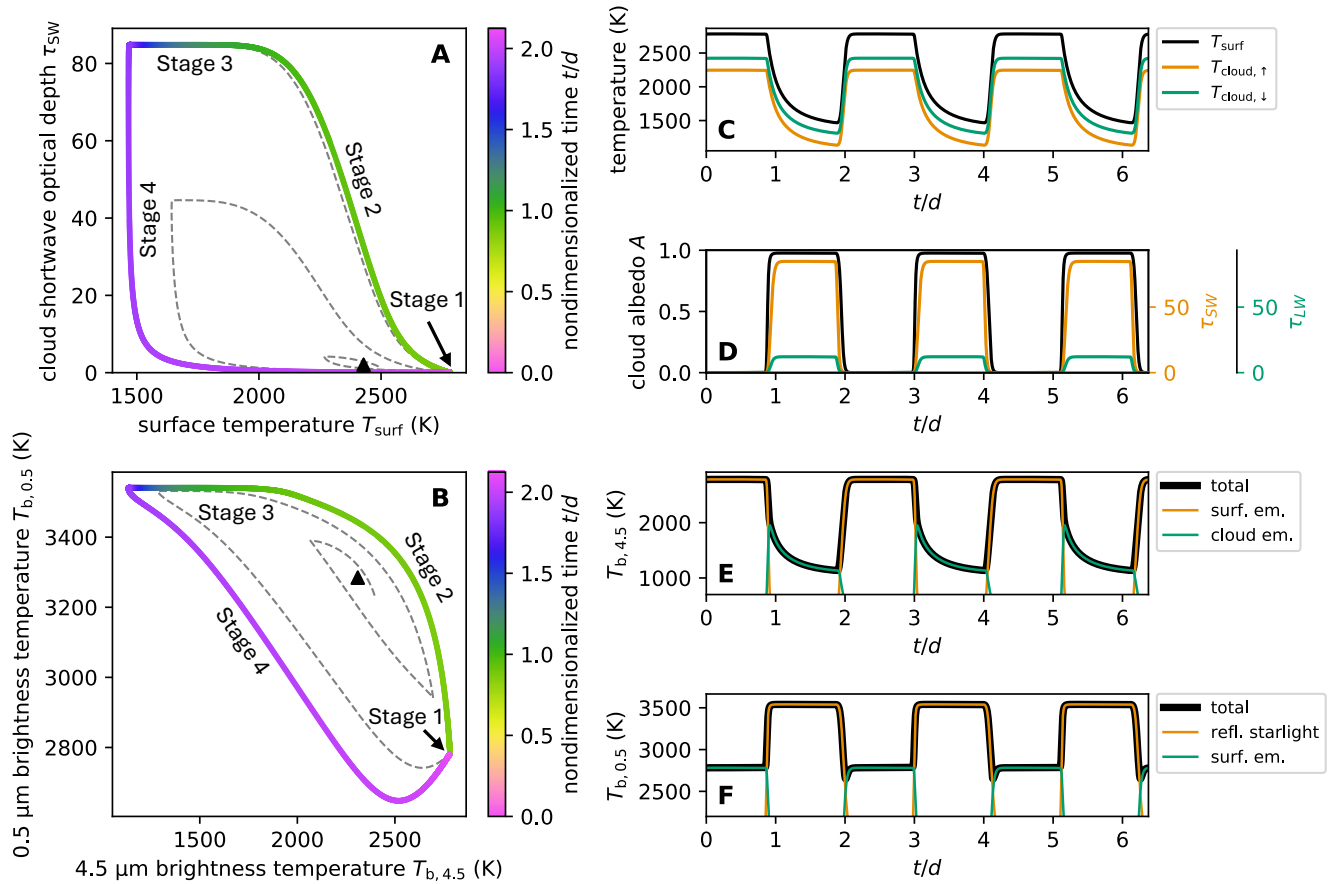 A
cloud shortwave optical depth τSW
80
60
40
20
0
1500
2000
2500
surface temperature Tsurf (K)
Stage 3
Stage 2
Stage 4
Stage 1
nondimensionalized time t/d
2.0
1.5
1.0
0.5
0.0
B
0.5 μm brightness temperature Tb, 0.5 (K)
3400
3200
3000
2800
1500
2000
2500
4.5 μm brightness temperature Tb, 4.5 (K)
Stage 3
Stage 2
Stage 4
Stage 1
nondimensionalized time t/d
2.0
1.5
1.0
0.5
0.0
C
temperature (K)
2500
2000
1500
0 1 2 3 4 5 6
t/d
Tsurf
Tcloud, ↑
Tcloud, ↓
D
cloud albedo A
1.0
0.5
0.0
0 1 2 3 4 5 6
t/d
50
0
τSW
50
0
τLW
E
Tb, 4.5 (K)
2000
1000
0 1 2 3 4 5 6
t/d
total
surf. em.
cloud em.
F
Tb, 0.5 (K)
3500
3000
2500
0 1 2 3 4 5 6
t/d
total
refl. starlight
surf. em.